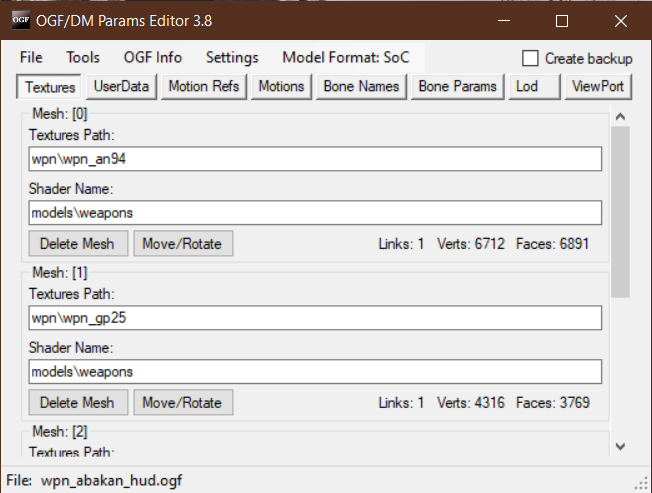 OGF OGF/DM Params Editor 3.8
File Tools OGF Info Settings Model Format: SoC Create backup
Textures UserData Motion Refs Motions Bone Names Bone Params Lod ViewPort
Mesh: [0]
Textures Path:
wpn\wpn_an94
Shader Name:
models\weapons
Delete Mesh Move/Rotate Links: 1 Verts: 6712 Faces: 6891
Mesh: [1]
Textures Path:
wpn\wpn_gp25
Shader Name:
models\weapons
Delete Mesh Move/Rotate Links: 1 Verts: 4316 Faces: 3769
Mesh: [2]
Textures Path:
File: wpn_abakan_hud.ogf